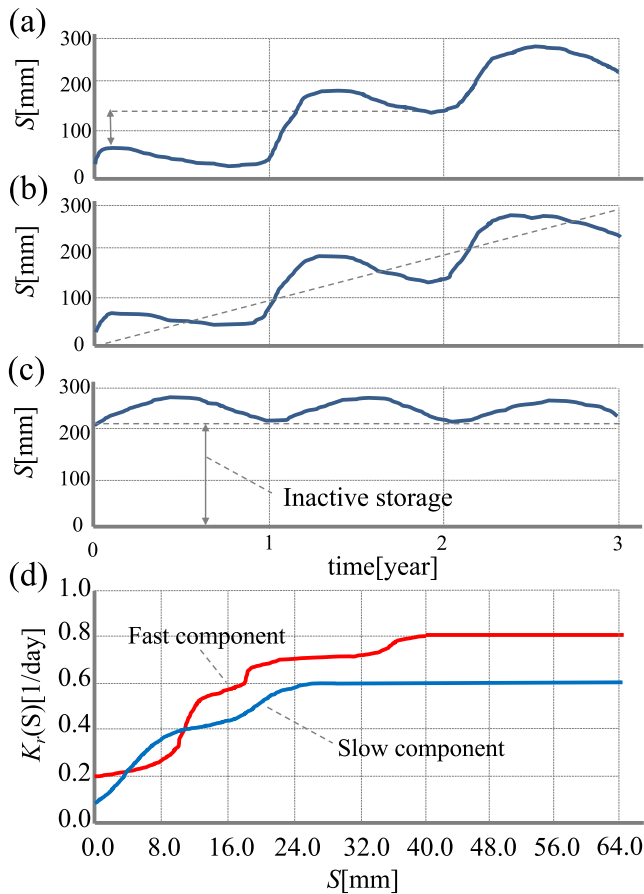 (a)
300
200
100
0
S[mm]
(b)
300
200
100
0
S[mm]
(c)
300
200
100
0
S[mm]
Inactive storage
0 1 2 3
time[year]
(d)
1.0
0.8
0.6
0.4
0.2
0.0
Kᵣ(S)[1/day]
Fast component
Slow component
0.0 8.0 16.0 24.0 32.0 40.0 48.0 56.0 64.0
S[mm]